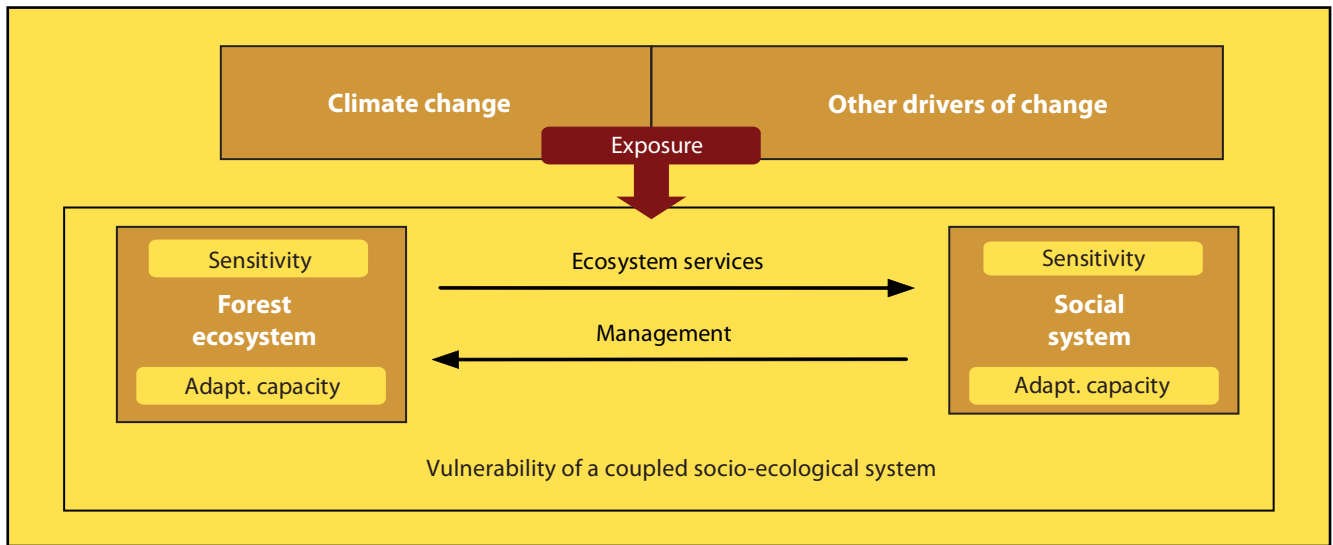 Climate change
Other drivers of change
Exposure
Sensitivity
Forest
ecosystem
Adapt. capacity
Ecosystem services
Management
Sensitivity
Social
system
Adapt. capacity
Vulnerability of a coupled socio-ecological system